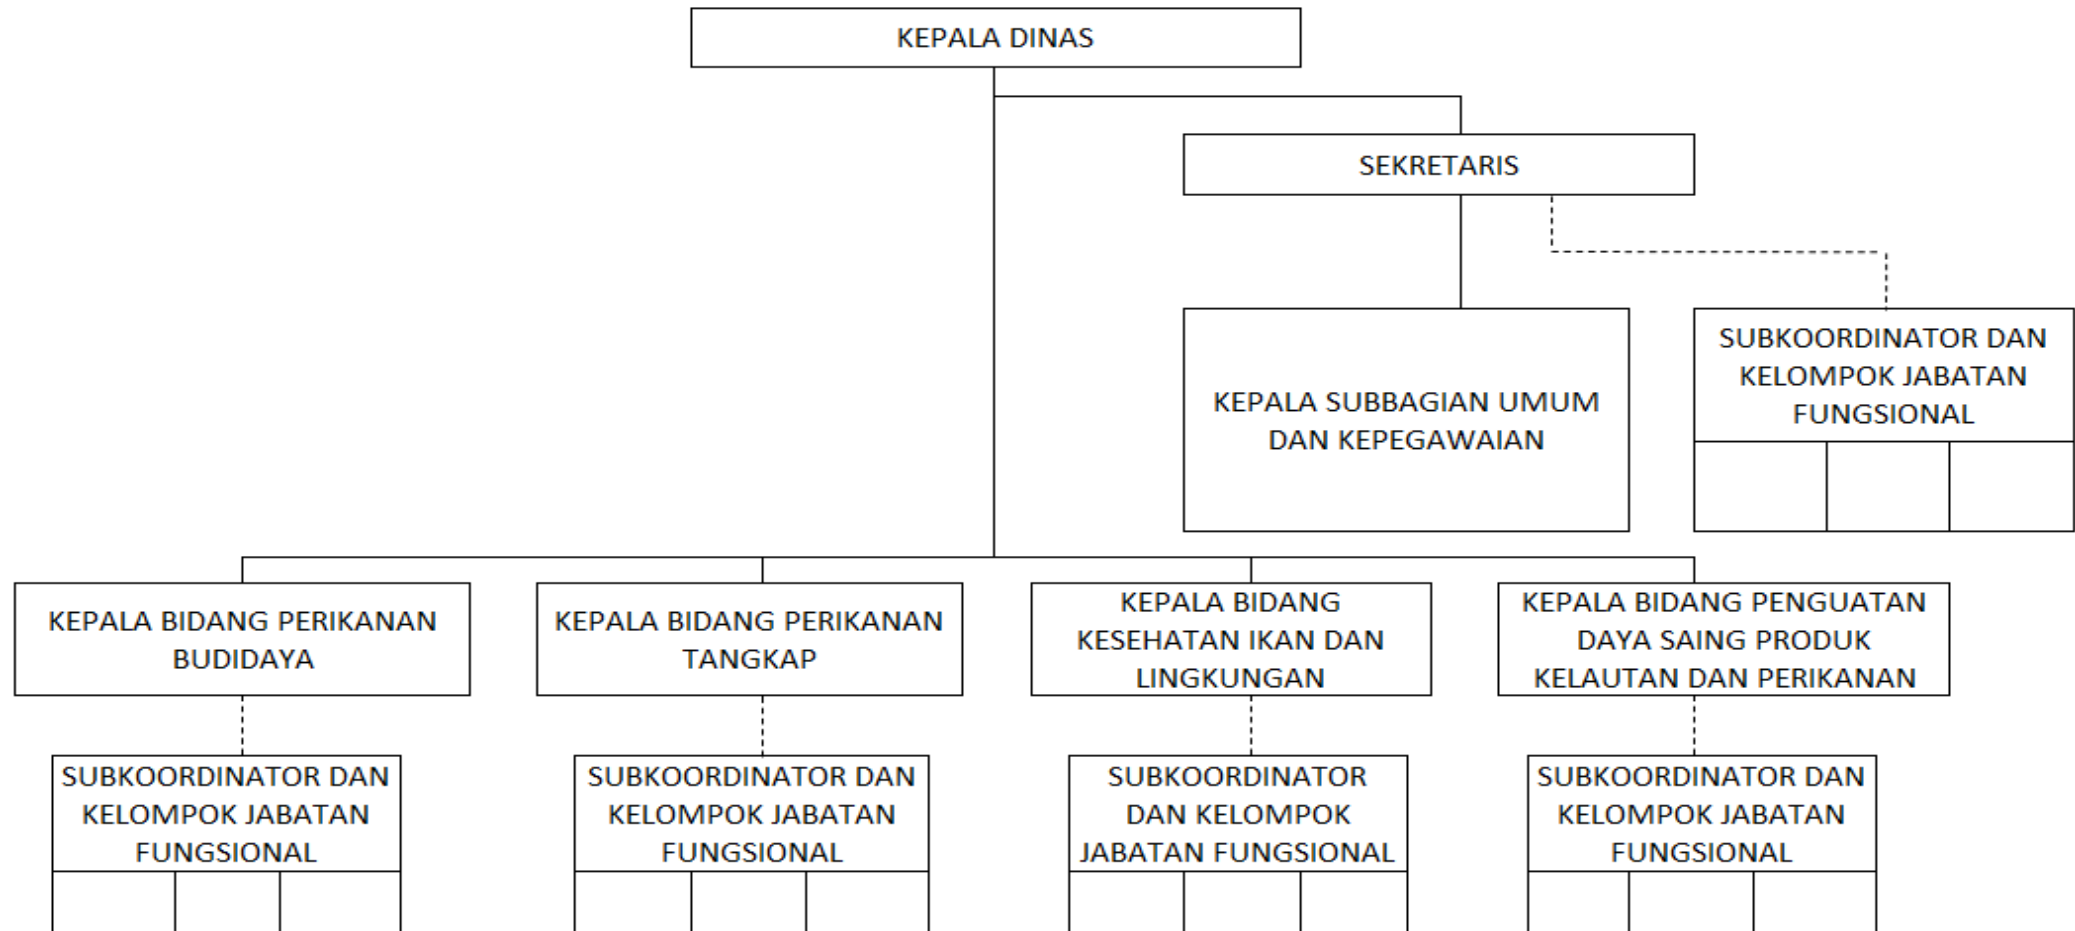 KEPALA DINAS
SEKRETARIS
KEPALA SUBBAGIAN UMUM
DAN KEPEGAWAIAN
SUBKOORDINATOR DAN
KELOMPOK JABATAN
FUNGSIONAL
KEPALA BIDANG PERIKANAN
BUDIDAYA
KEPALA BIDANG PERIKANAN
TANGKAP
KEPALA BIDANG
KESEHATAN IKAN DAN
LINGKUNGAN
KEPALA BIDANG PENGUATAN
DAYA SAING PRODUK
KELAUTAN DAN PERIKANAN
SUBKOORDINATOR DAN
KELOMPOK JABATAN
FUNGSIONAL
SUBKOORDINATOR DAN
KELOMPOK JABATAN
FUNGSIONAL
SUBKOORDINATOR
DAN KELOMPOK
JABATAN FUNGSIONAL
SUBKOORDINATOR DAN
KELOMPOK JABATAN
FUNGSIONAL